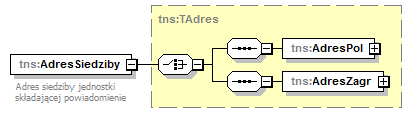 tns:TAdres
tns:AdresPol
tns:AdresSiedziby
Adres siedziby jednostki
składającej powiadomienie
tns:AdresZagr